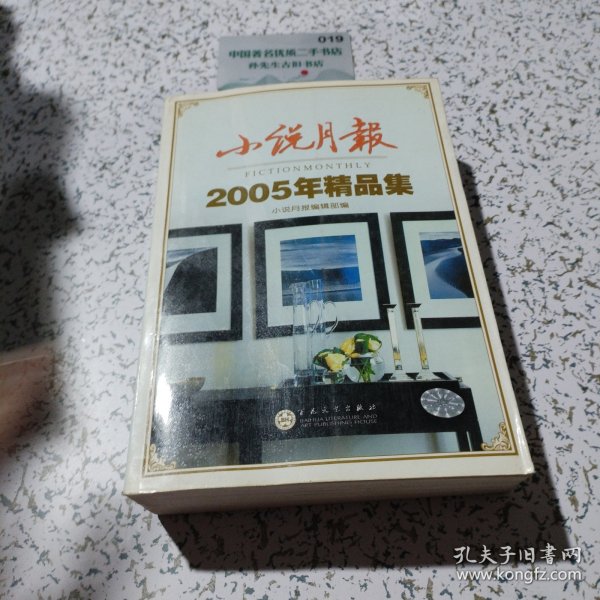 019
中国著名优质二手书店
孙先生古旧书店
小说月報
FICTIONMONTHLY
2005年精品集
小说月报编辑部编
百花文艺出版社
BAIHUA LITERATURE AND
ART PUBLISHING HOUSE
孔夫子旧书网
www.kongfz.com